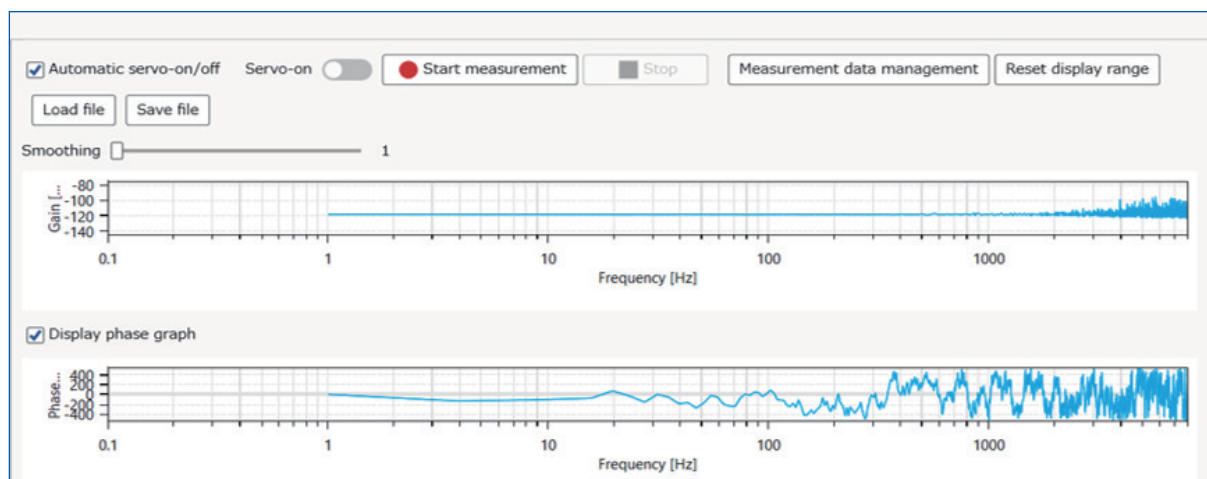 Automatic servo-on/off Servo-on Start measurement Stop Measurement data management Reset display range
Load file Save file
Smoothing 1
Gain [...
-80
-100
-120
-140
0.1 1 10 100 1000
Frequency [Hz]
Display phase graph
Phase...
400
200
0
-200
-400
0.1 1 10 100 1000
Frequency [Hz]